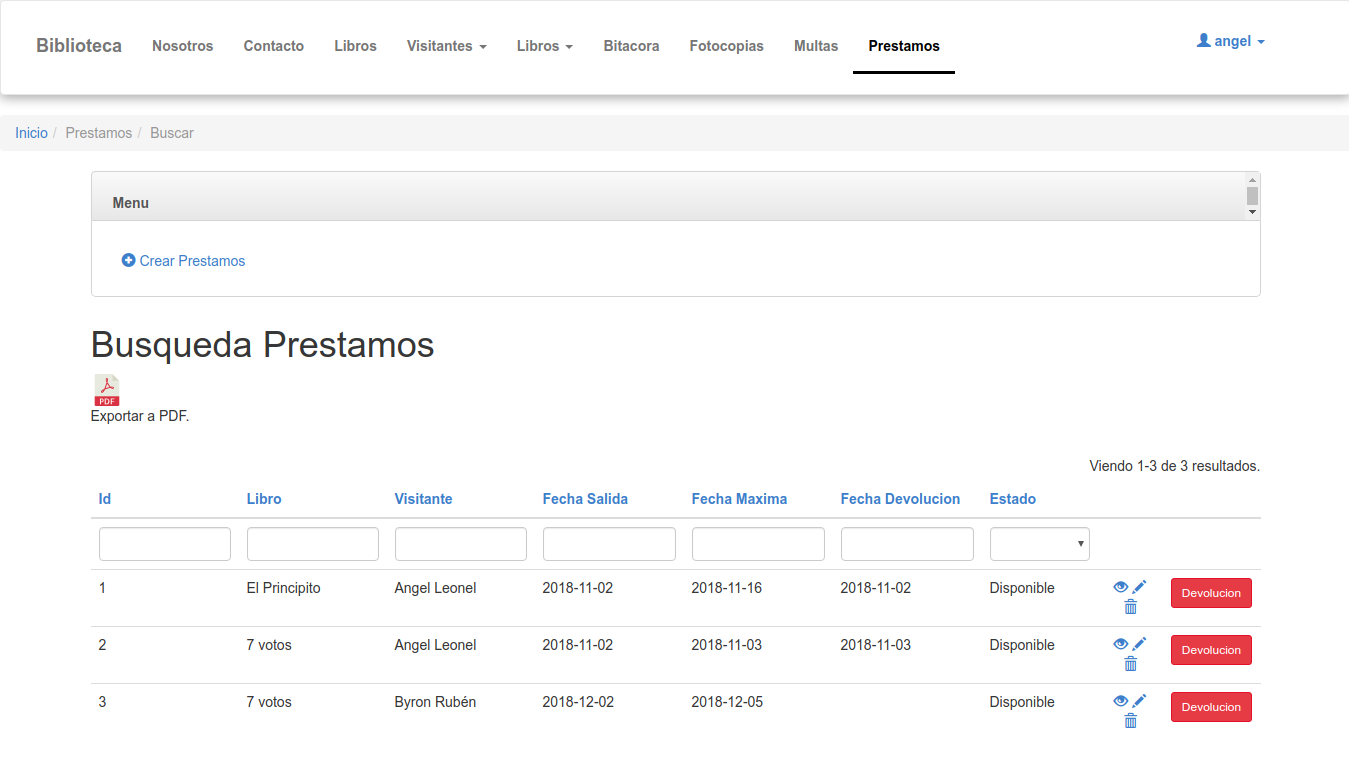 Biblioteca Nosotros Contacto Libros Visitantes Libros Bitacora Fotocopias Multas Prestamos angel
Inicio / Prestamos / Buscar
Menu
Crear Prestamos
Busqueda Prestamos
PDF
Exportar a PDF.
Viendo 1-3 de 3 resultados.
Id Libro Visitante Fecha Salida Fecha Maxima Fecha Devolucion Estado
1 El Principito Angel Leonel 2018-11-02 2018-11-16 2018-11-02 Disponible Devolucion
2 7 votos Angel Leonel 2018-11-02 2018-11-03 2018-11-03 Disponible Devolucion
3 7 votos Byron Rubén 2018-12-02 2018-12-05 Disponible Devolucion